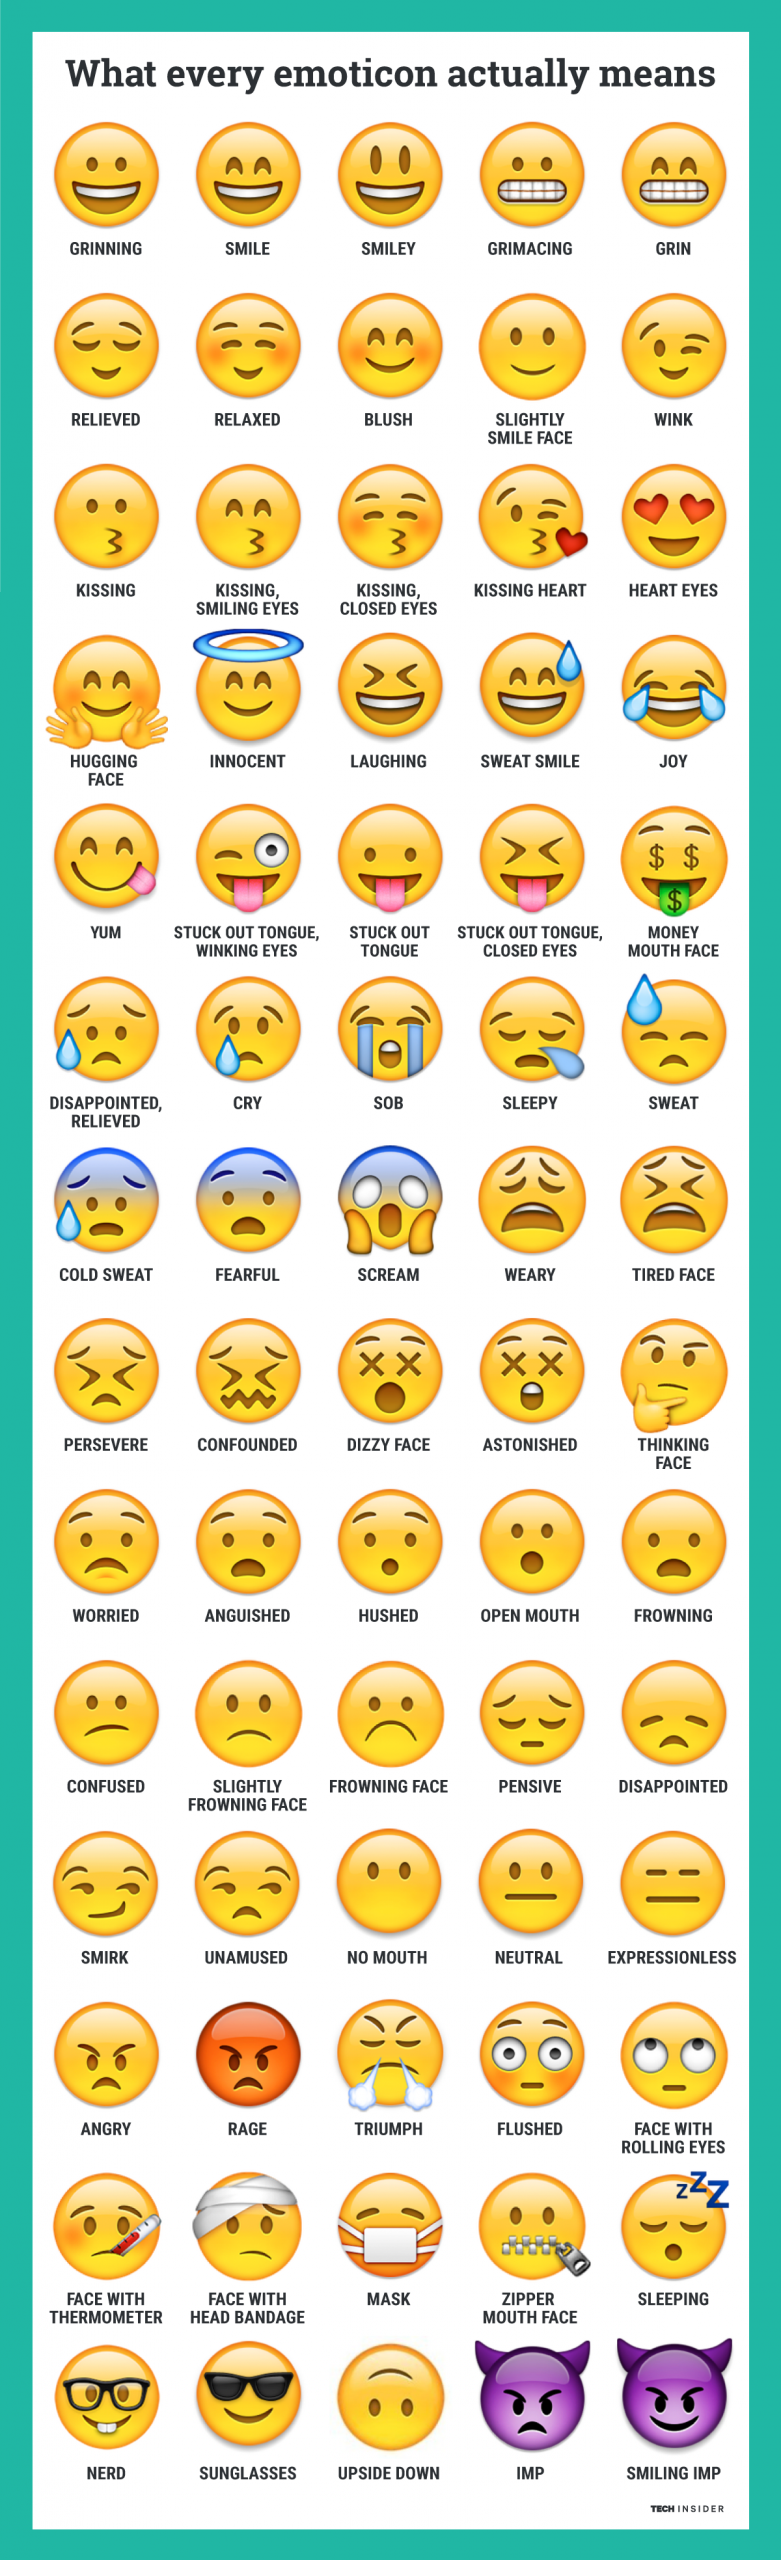 What every emoticon actually means
GRINNING
SMILE
SMILEY
GRIMACING
GRIN
RELIEVED
RELAXED
BLUSH
SLIGHTLY
SMILE FACE
WINK
KISSING
KISSING,
SMILING EYES
KISSING,
CLOSED EYES
KISSING HEART
HEART EYES
HUGGING
FACE
INNOCENT
LAUGHING
SWEAT SMILE
JOY
YUM
STUCK OUT TONGUE,
WINKING EYES
STUCK OUT
TONGUE
STUCK OUT TONGUE,
CLOSED EYES
$ $
$
MONEY
MOUTH FACE
DISAPPOINTED,
RELIEVED
CRY
SOB
SLEEPY
SWEAT
COLD SWEAT
FEARFUL
SCREAM
WEARY
TIRED FACE
PERSEVERE
CONFOUNDED
DIZZY FACE
ASTONISHED
THINKING
FACE
WORRIED
ANGUISHED
HUSHED
OPEN MOUTH
FROWNING
CONFUSED
SLIGHTLY
FROWNING FACE
FROWNING FACE
PENSIVE
DISAPPOINTED
SMIRK
UNAMUSED
NO MOUTH
NEUTRAL
EXPRESSIONLESS
ANGRY
RAGE
TRIUMPH
FLUSHED
FACE WITH
ROLLING EYES
FACE WITH
THERMOMETER
FACE WITH
HEAD BANDAGE
MASK
ZIPPER
MOUTH FACE
zZZ
SLEEPING
NERD
SUNGLASSES
UPSIDE DOWN
IMP
SMILING IMP
TECH INSIDER